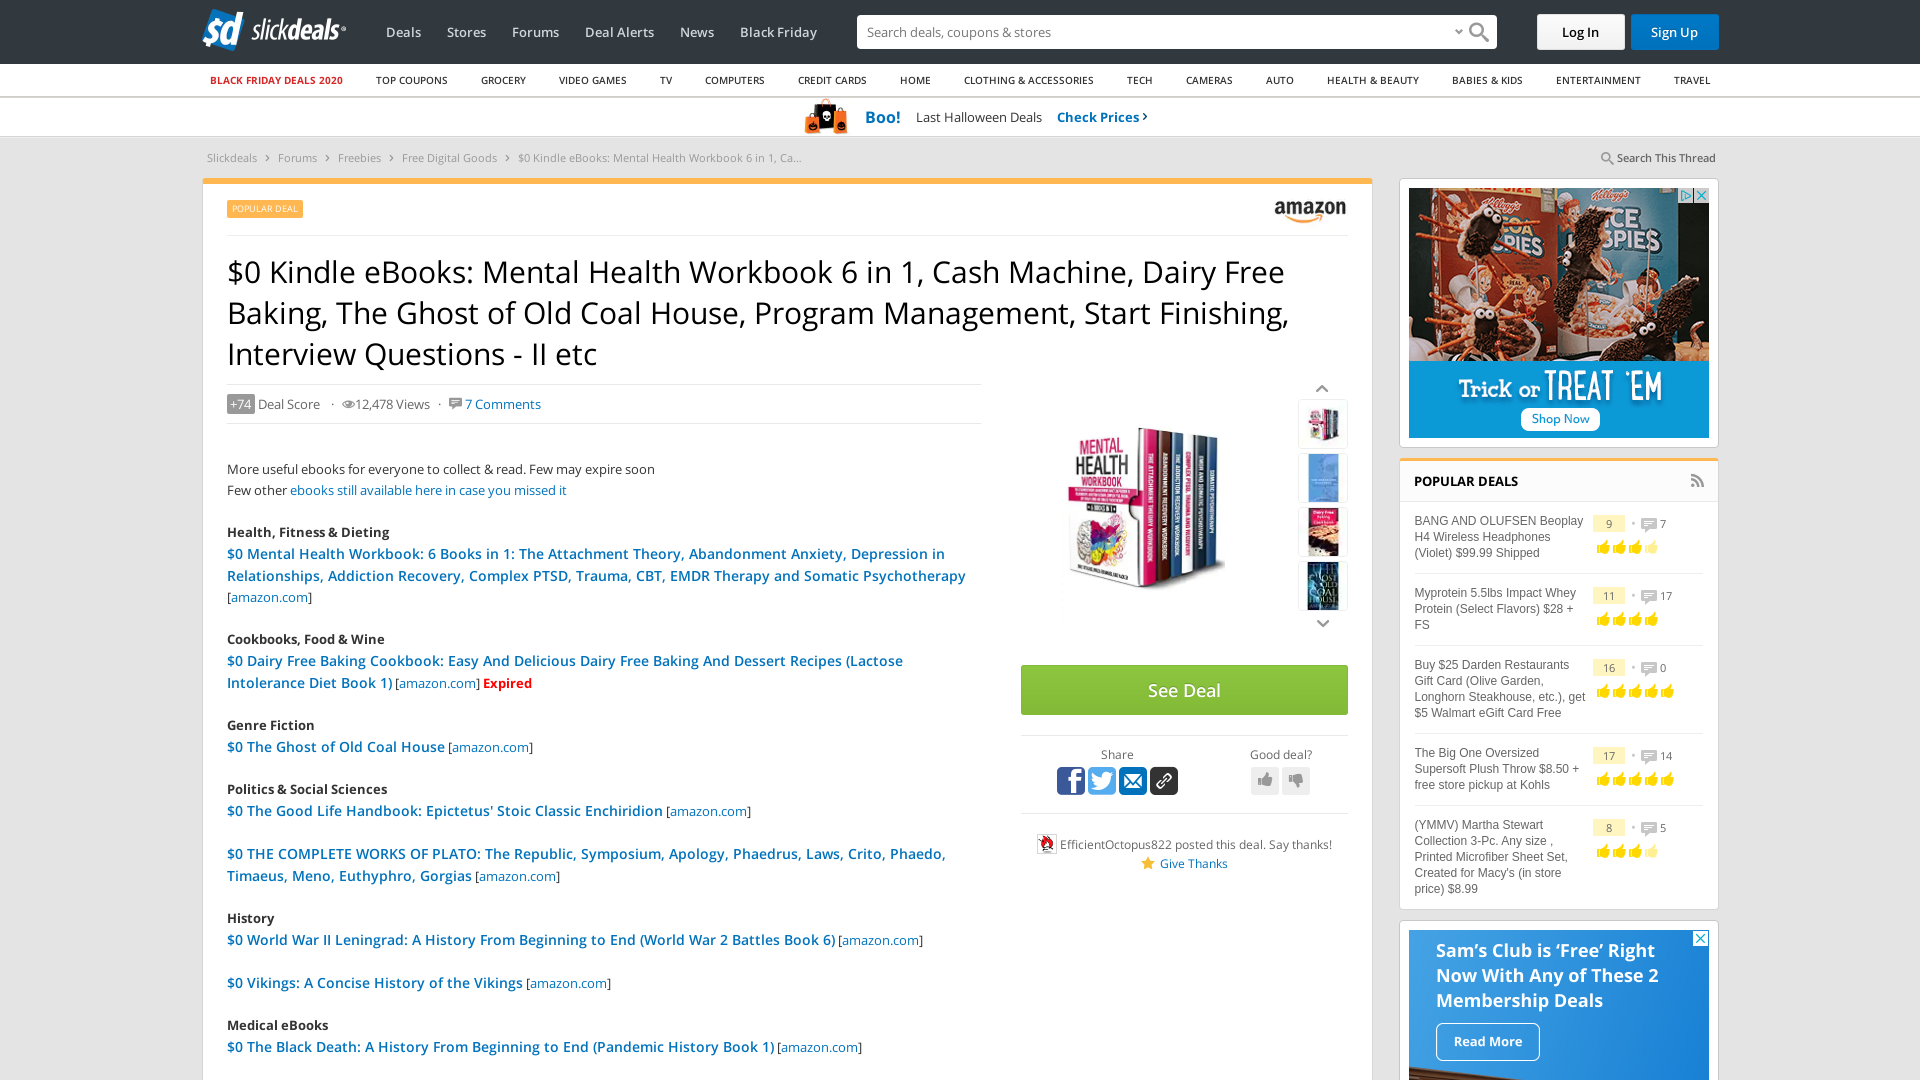 slickdeals
Deals
Stores
Forums
Deal Alerts
News
Black Friday
Search deals, coupons & stores
Log In
Sign Up
BLACK FRIDAY DEALS 2020
TOP COUPONS
GROCERY
VIDEO GAMES
TV
COMPUTERS
CREDIT CARDS
HOME
CLOTHING & ACCESSORIES
TECH
CAMERAS
AUTO
HEALTH & BEAUTY
BABIES & KIDS
ENTERTAINMENT
TRAVEL
Boo! Last Halloween Deals Check Prices
Slickdeals > Forums > Freebies > Free Digital Goods > $0 Kindle eBooks: Mental Health Workbook 6 in 1, Ca...
Search This Thread
POPULAR DEAL
amazon
$0 Kindle eBooks: Mental Health Workbook 6 in 1, Cash Machine, Dairy Free
Baking, The Ghost of Old Coal House, Program Management, Start Finishing,
Interview Questions - II etc
+74 Deal Score · 12,478 Views · 7 Comments
More useful ebooks for everyone to collect & read. Few may expire soon
Few other ebooks still available here in case you missed it
Health, Fitness & Dieting
$0 Mental Health Workbook: 6 Books in 1: The Attachment Theory, Abandonment Anxiety, Depression in
Relationships, Addiction Recovery, Complex PTSD, Trauma, CBT, EMDR Therapy and Somatic Psychotherapy
[amazon.com]
Cookbooks, Food & Wine
$0 Dairy Free Baking Cookbook: Easy And Delicious Dairy Free Baking And Dessert Recipes (Lactose
Intolerance Diet Book 1) [amazon.com] Expired
Genre Fiction
$0 The Ghost of Old Coal House [amazon.com]
Politics & Social Sciences
$0 The Good Life Handbook: Epictetus' Stoic Classic Enchiridion [amazon.com]
$0 THE COMPLETE WORKS OF PLATO: The Republic, Symposium, Apology, Phaedrus, Laws, Crito, Phaedo,
Timaeus, Meno, Euthyphro, Gorgias [amazon.com]
History
$0 World War II Leningrad: A History From Beginning to End (World War 2 Battles Book 6) [amazon.com]
$0 Vikings: A Concise History of the Vikings [amazon.com]
Medical eBooks
$0 The Black Death: A History From Beginning to End (Pandemic History Book 1) [amazon.com]
MENTAL
HEALTH
WORKBOOK
See Deal
Share
Good deal?
EfficientOctopus822 posted this deal. Say thanks!
Give Thanks
Kellogg's
Kellogg's
Trick or TREAT 'EM
Shop Now
POPULAR DEALS
BANG AND OLUFSEN Beoplay
H4 Wireless Headphones
(Violet) $99.99 Shipped
9 • 7
Myprotein 5.5lbs Impact Whey
Protein (Select Flavors) $28 +
FS
11 • 17
Buy $25 Darden Restaurants
Gift Card (Olive Garden,
Longhorn Steakhouse, etc.), get
$5 Walmart eGift Card Free
16 • 0
The Big One Oversized
Supersoft Plush Throw $8.50 +
free store pickup at Kohls
17 • 14
(YMMV) Martha Stewart
Collection 3-Pc. Any size ,
Printed Microfiber Sheet Set,
Created for Macy's (in store
price) $8.99
8 • 5
Sam's Club is 'Free' Right
Now With Any of These 2
Membership Deals
Read More